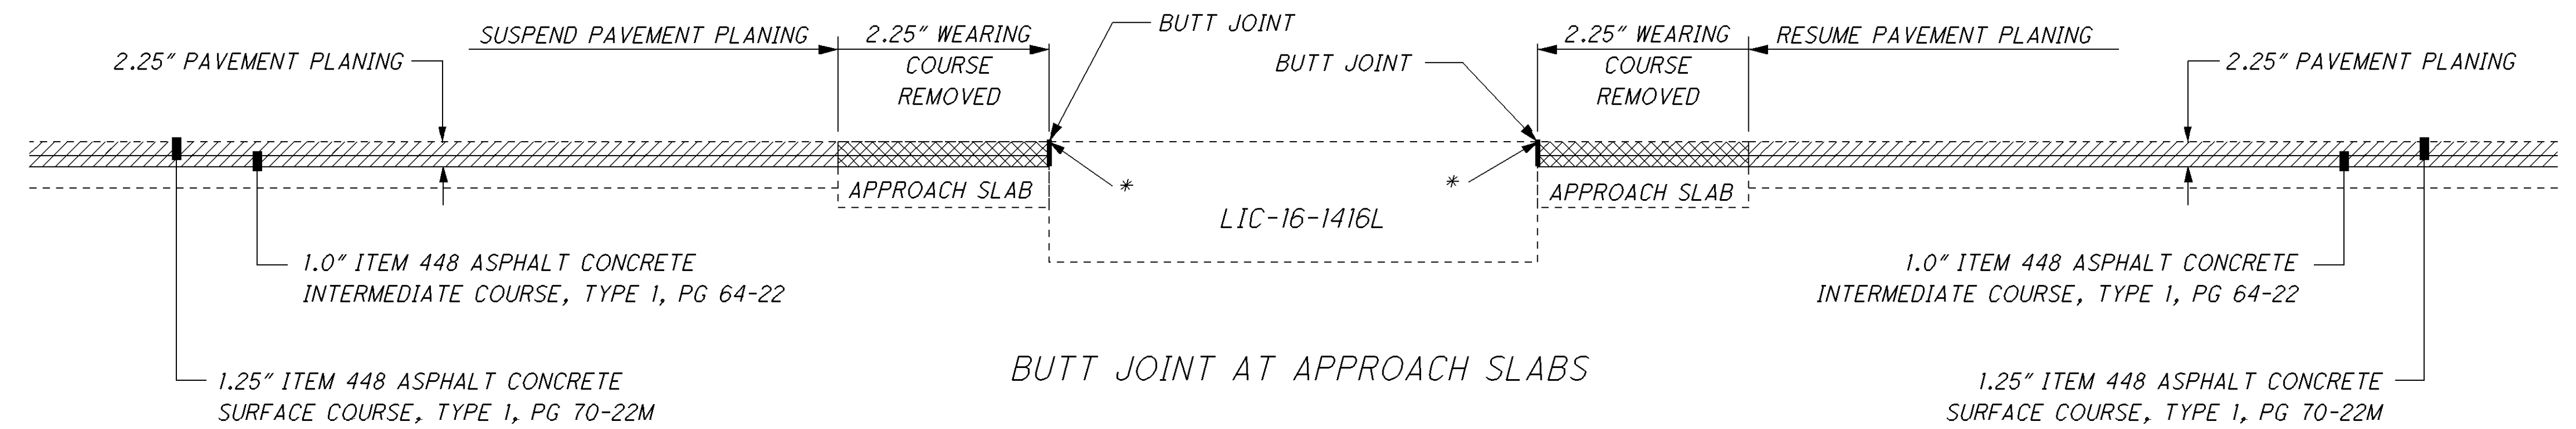 SUSPEND PAVEMENT PLANING
2.25" WEARING
COURSE
REMOVED
BUTT JOINT
2.25" PAVEMENT PLANING
BUTT JOINT
2.25" WEARING
COURSE
REMOVED
RESUME PAVEMENT PLANING
2.25" PAVEMENT PLANING
APPROACH SLAB
*
*
APPROACH SLAB
LIC-16-1416L
1.0" ITEM 448 ASPHALT CONCRETE
INTERMEDIATE COURSE, TYPE 1, PG 64-22
1.0" ITEM 448 ASPHALT CONCRETE
INTERMEDIATE COURSE, TYPE 1, PG 64-22
1.25" ITEM 448 ASPHALT CONCRETE
SURFACE COURSE, TYPE 1, PG 70-22M
BUTT JOINT AT APPROACH SLABS
1.25" ITEM 448 ASPHALT CONCRETE
SURFACE COURSE, TYPE 1, PG 70-22M